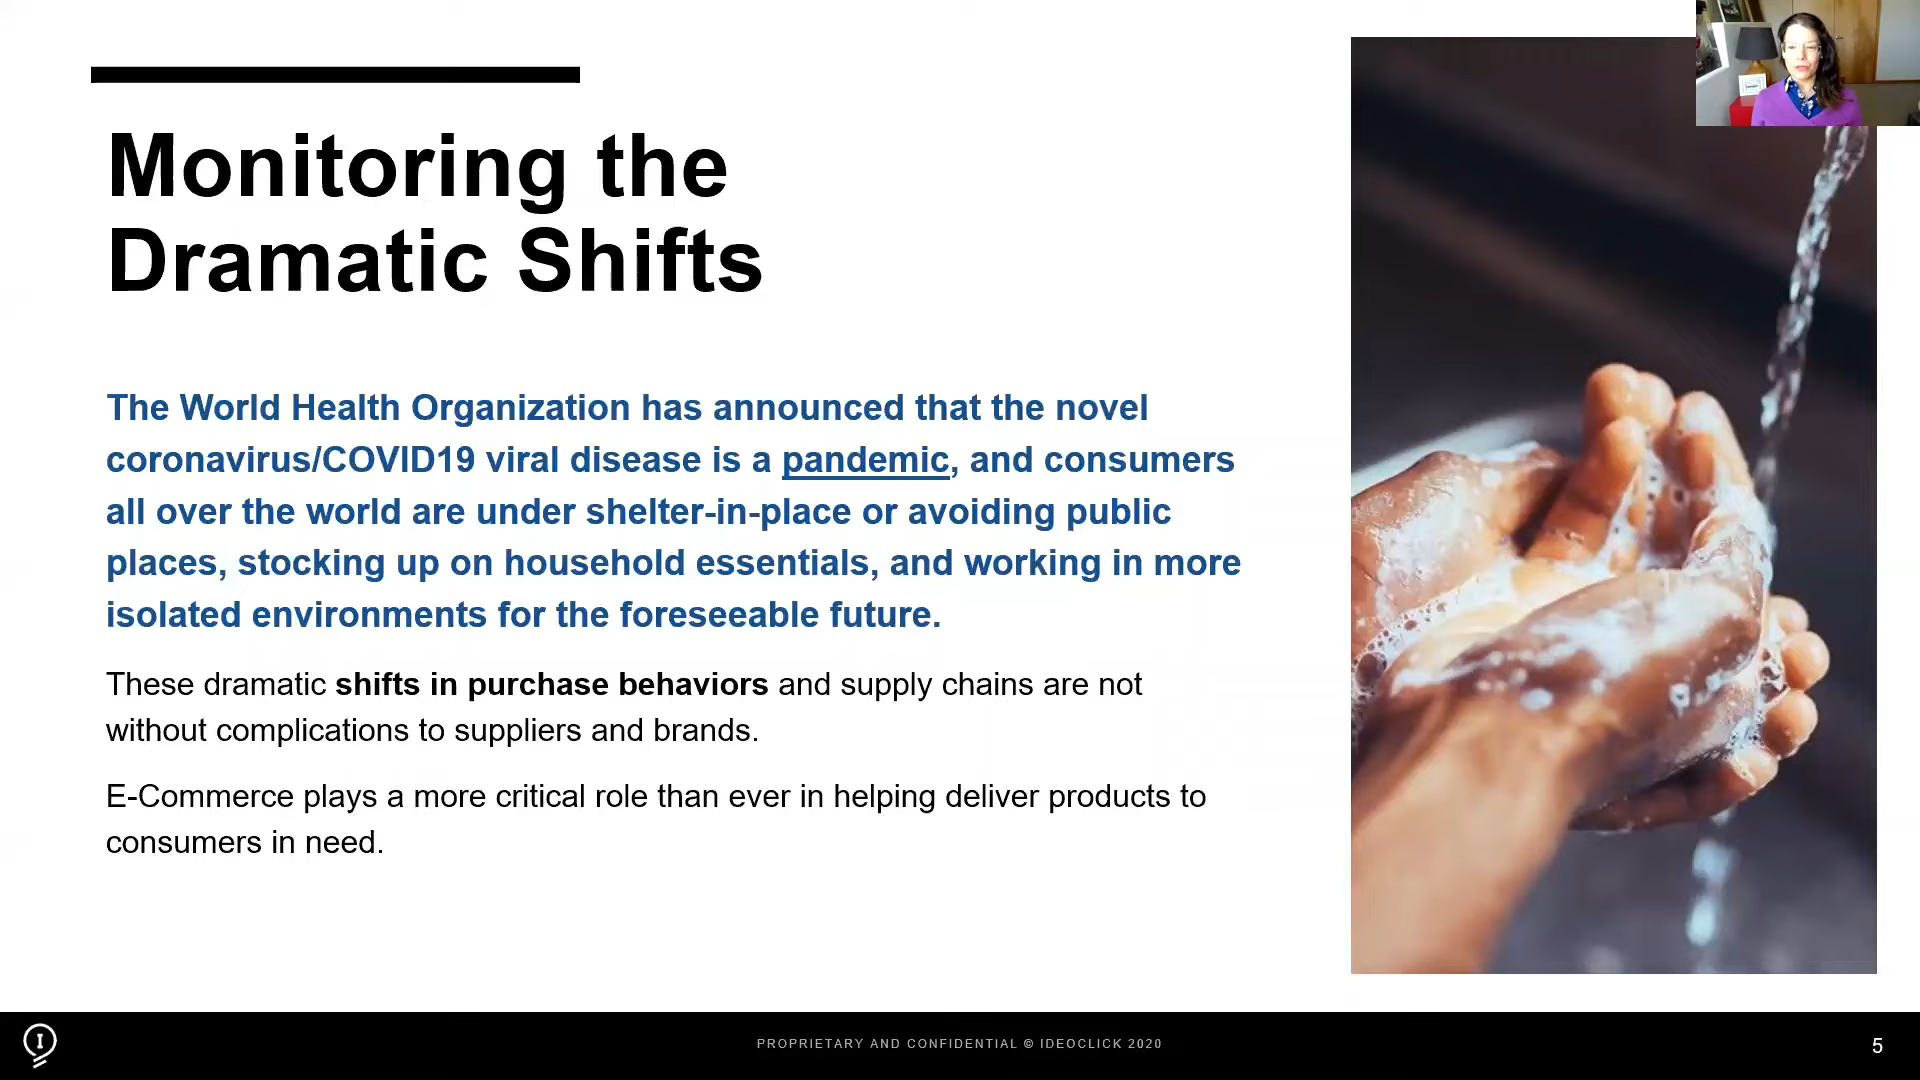 Monitoring the
Dramatic Shifts
The World Health Organization has announced that the novel
coronavirus/COVID19 viral disease is a pandemic, and consumers
all over the world are under shelter-in-place or avoiding public
places, stocking up on household essentials, and working in more
isolated environments for the foreseeable future.
These dramatic shifts in purchase behaviors and supply chains are not
without complications to suppliers and brands.
E-Commerce plays a more critical role than ever in helping deliver products to
consumers in need.
I
PROPRIETARY AND CONFIDENTIAL © IDEOCLICK 2020
5